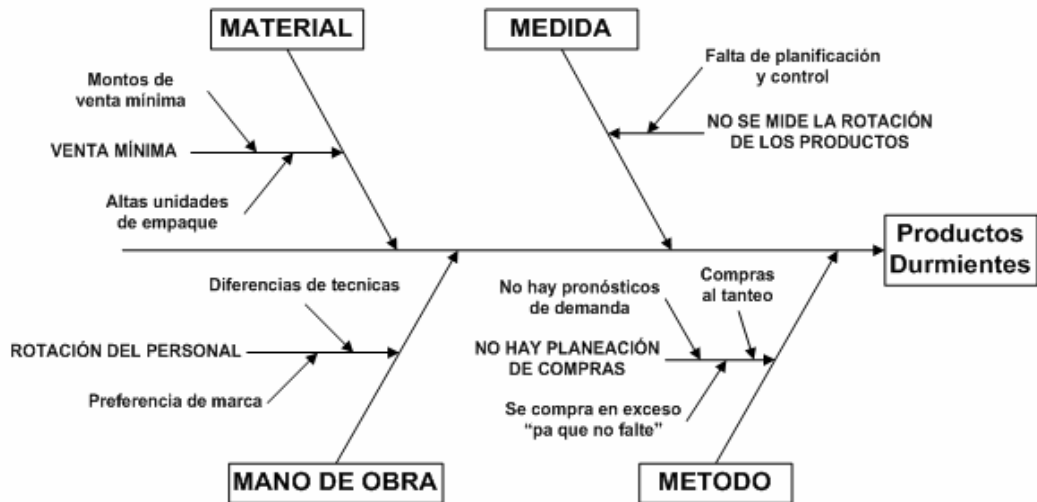 MATERIAL
MEDIDA
Montos de
venta mínima
VENTA MÍNIMA
Altas unidades
de empaque
Falta de planificación
y control
NO SE MIDE LA ROTACIÓN
DE LOS PRODUCTOS
Productos
Durmientes
Diferencias de tecnicas
ROTACIÓN DEL PERSONAL
Preferencia de marca
No hay pronósticos
de demanda
Compras
al tanteo
NO HAY PLANEACIÓN
DE COMPRAS
Se compra en exceso
“pa que no falte”
MANO DE OBRA
METODO